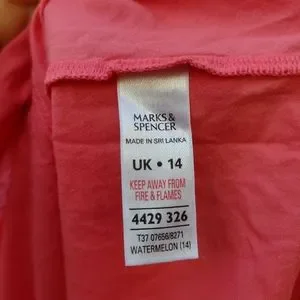 MARKS &
SPENCER
MADE IN SRI LANKA
UK • 14
KEEP AWAY FROM
FIRE & FLAMES
4429 326
T37 07656/8271
WATERMELON (14)